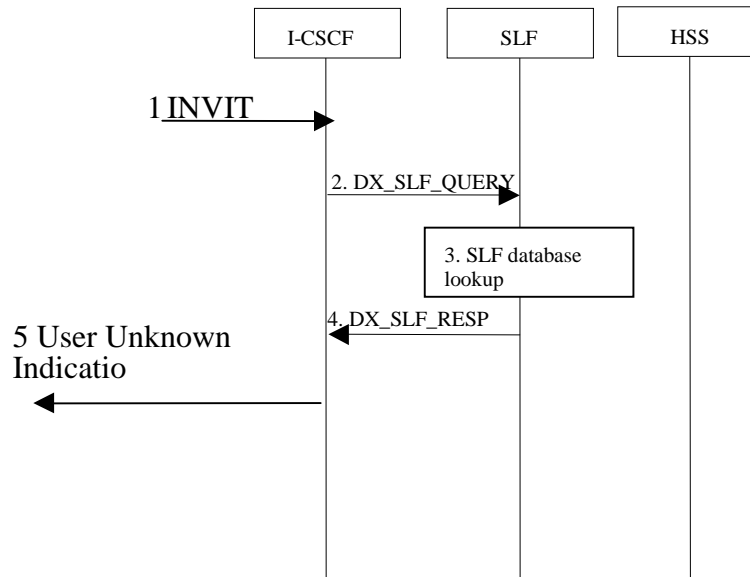 I-CSCF
SLF
HSS
1 INVIT
2. DX_SLF_QUERY
3. SLF database
lookup
4. DX_SLF_RESP
5 User Unknown
Indicatio